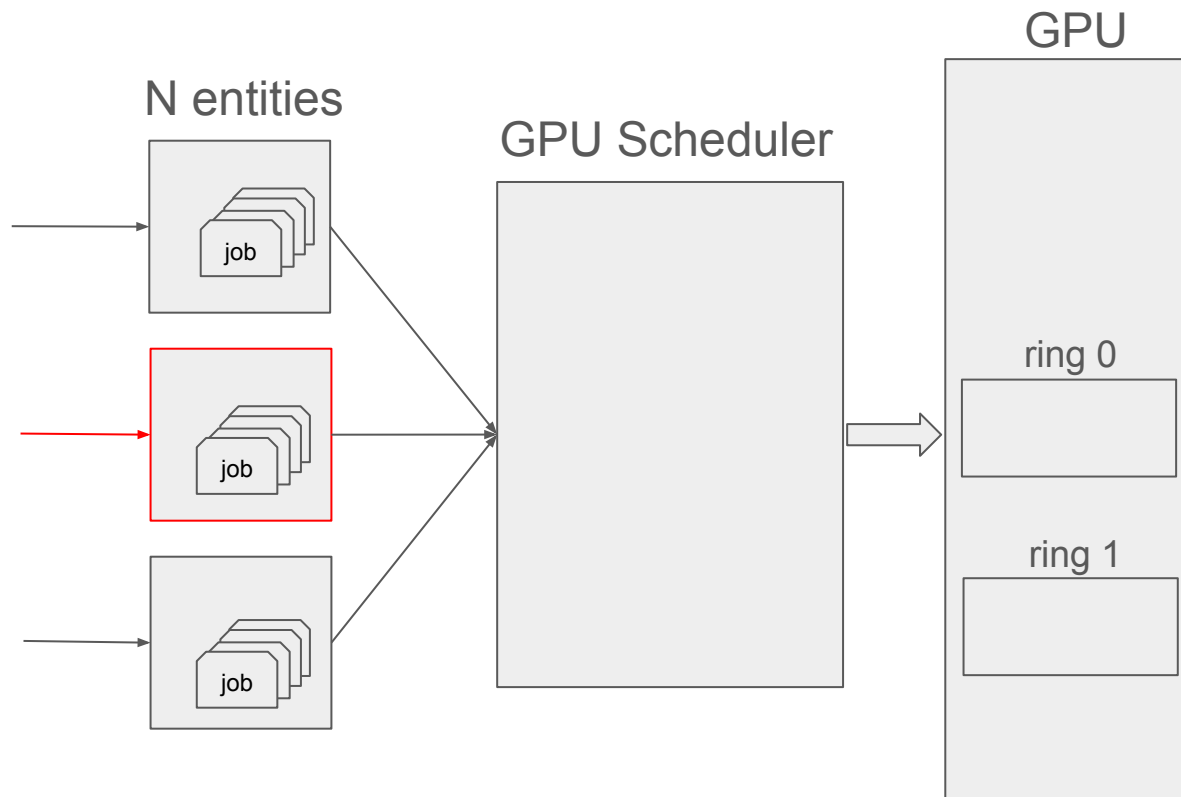 GPU
N entities
GPU Scheduler
job
ring 0
job
ring 1
job